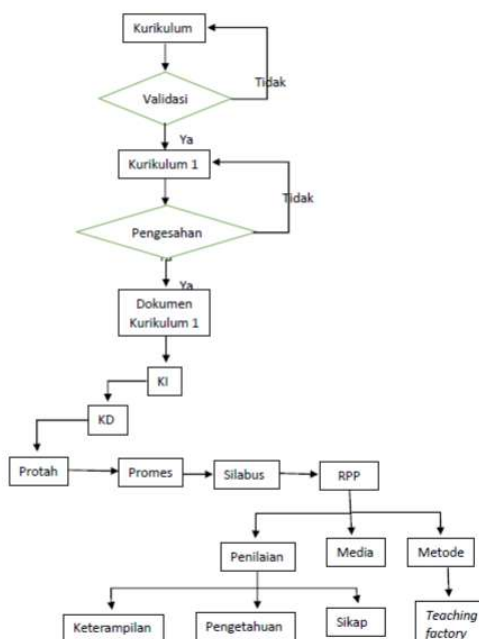 Kurikulum
Tidak
Validasi
Ya
Kurikulum 1
Tidak
Pengesahan
Ya
Dokumen
Kurikulum 1
KI
KD
Protah
Promes
Silabus
RPP
Penilaian
Media
Metode
Keterampilan
Pengetahuan
Sikap
Teaching
factory